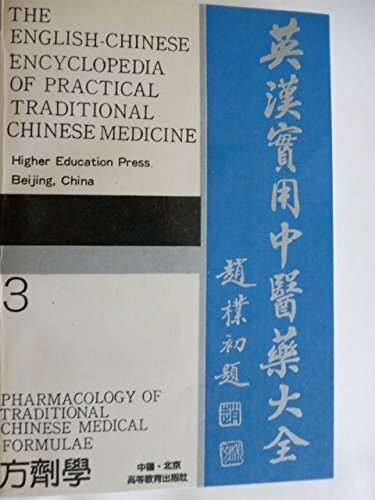 THE
ENGLISH-CHINESE
ENCYCLOPEDIA
OF PRACTICAL
TRADITIONAL
CHINESE MEDICINE
Higher Education Press
Beijing, China
3
PHARMACOLOGY OF
TRADITIONAL
CHINESE MEDICAL
FORMULAE
方劑學
中國·北京
高等教育出版社
英漢實用中醫藥大全
趙樸初題